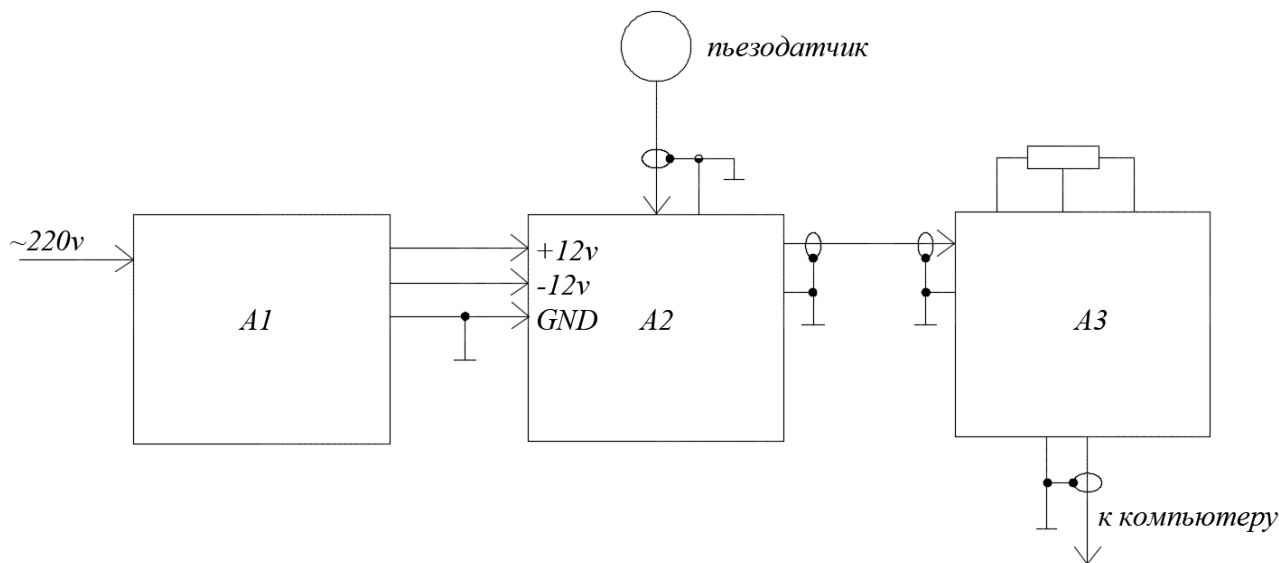 пьезодатчик
~220v
+12v
-12v
GND
A1
A2
A3
к компьютеру